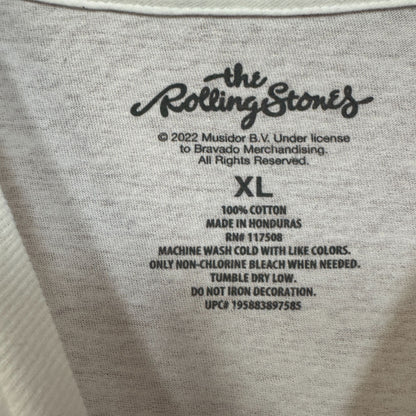 the
Rolling Stones
© 2022 Musidor B.V. Under license
to Bravado Merchandising.
All Rights Reserved.
XL
100% COTTON
MADE IN HONDURAS
RN# 117508
MACHINE WASH COLD WITH LIKE COLORS.
ONLY NON-CHLORINE BLEACH WHEN NEEDED.
TUMBLE DRY LOW.
DO NOT IRON DECORATION.
UPC# 195883897585